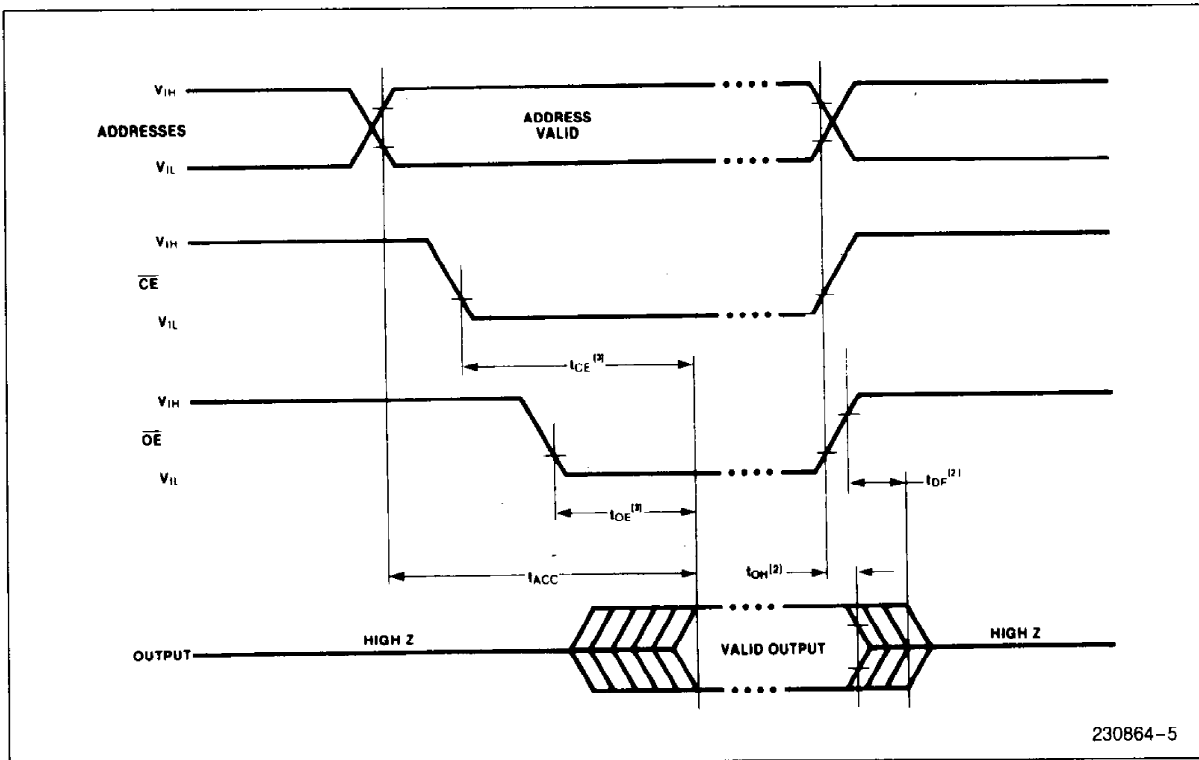 VIH
ADDRESSES
VIL
ADDRESS
VALID
VIH
CE
VIL
tCE(3)
VIH
OE
VIL
tDF(2)
tOE(3)
tACC
tOH(2)
HIGH Z
OUTPUT
VALID OUTPUT
HIGH Z
230864-5